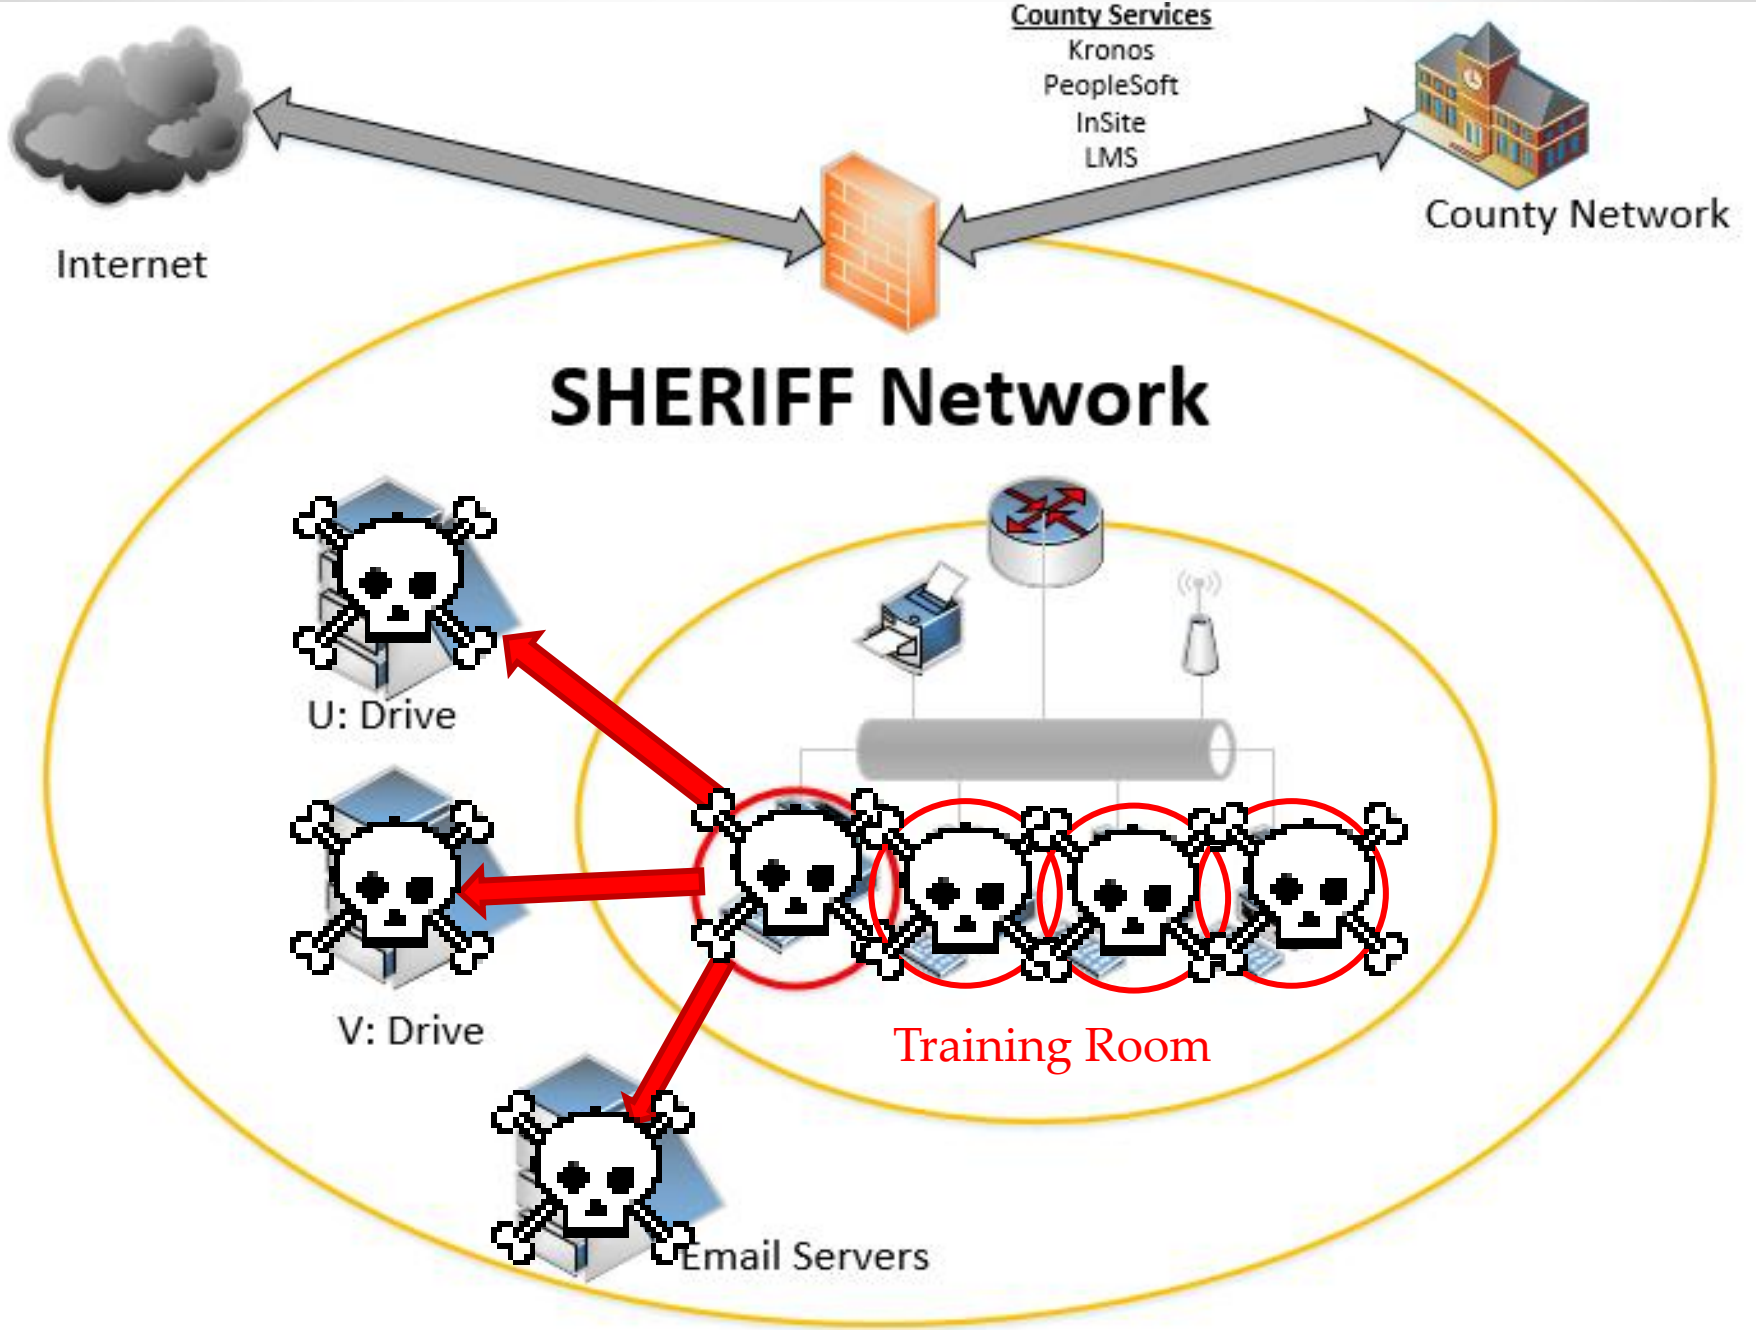 County Services
Kronos
PeopleSoft
InSite
LMS
County Network
Internet
SHERIFF Network
U: Drive
V: Drive
Training Room
Email Servers